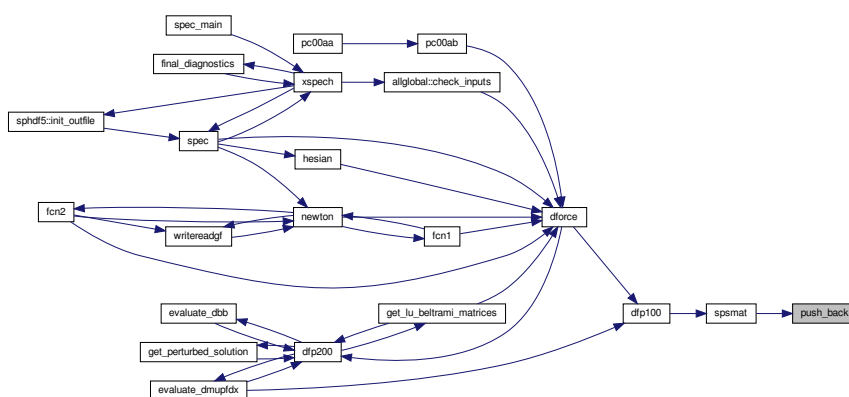 spec_main
pc00aa
pc00ab
final_diagnostics
xspech
allglobal::check_inputs
sphdf5::init_outfile
spec
hesian
fcn2
newton
dforce
writereadgf
fcn1
evaluate_dbb
get_lu_beltrami_matrices
dfp100
spsmat
push_back
get_perturbed_solution
dfp200
evaluate_dmupfdx